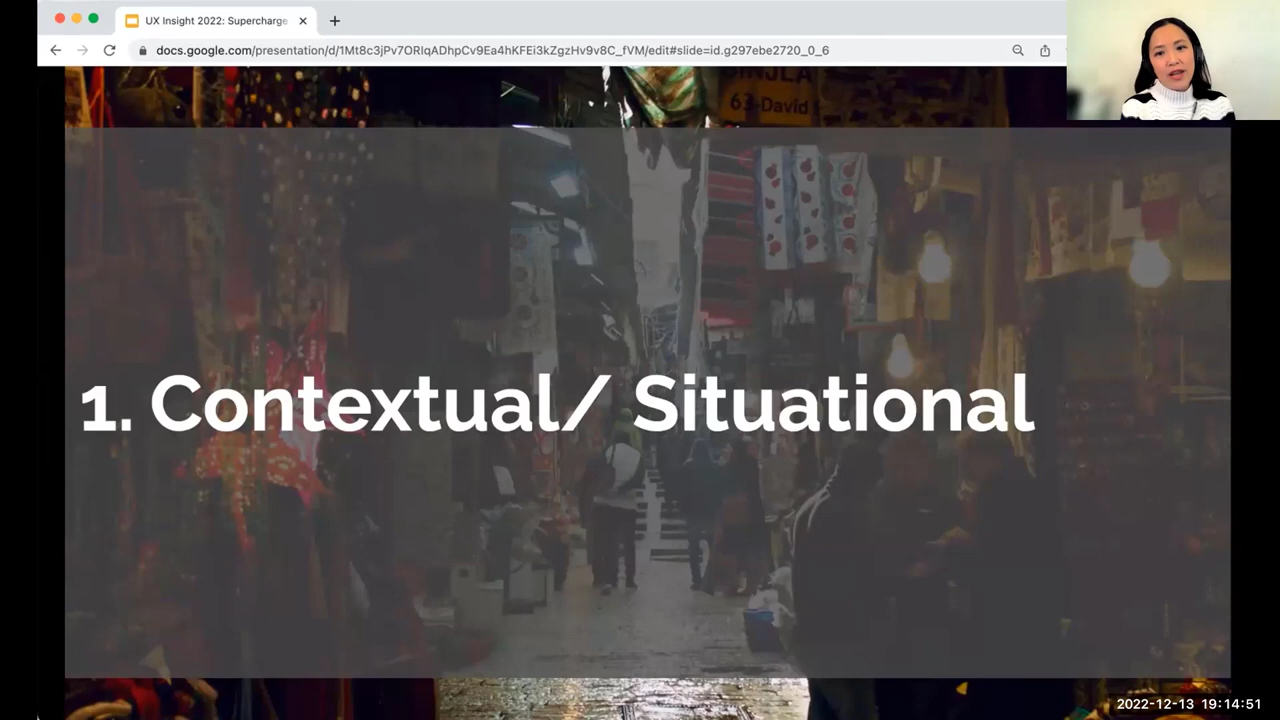 UX Insight 2022: Supercharge
docs.google.com/presentation/d/1Mt8c3jPv7ORIqADhpCv9Ea4hKFEi3kZgzHv9v8C_fVM/edit#slide=id.g297ebe2720_0_6
63-David
1. Contextual/ Situational
2022-12-13 19:14:51